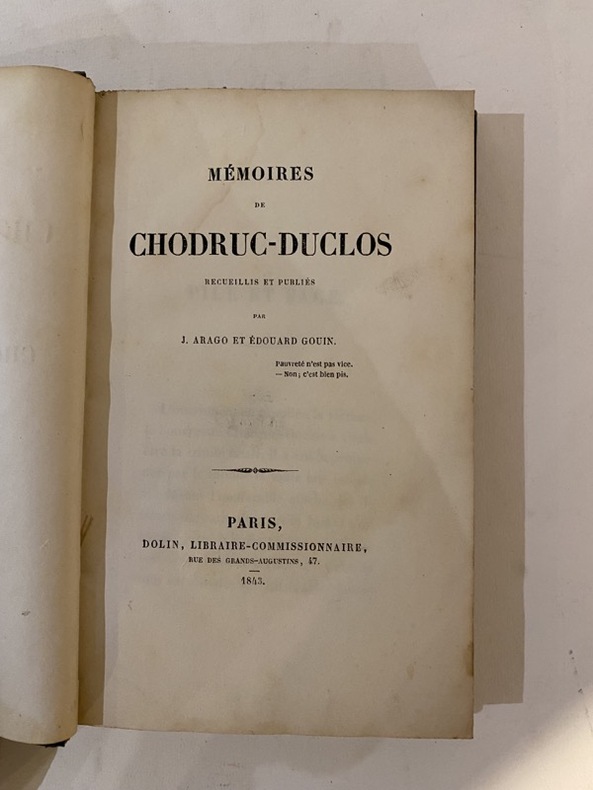 MÉMOIRES
DE
CHODRUC-DUCLOS
RECUEILLIS ET PUBLIÉS
PAR
J. ARAGO ET ÉDOUARD GOUIN.
Pauvreté n'est pas vice.
— Non; c'est bien pis.
PARIS,
DOLIN, LIBRAIRE-COMMISSIONNAIRE,
RUE DES GRANDS-AUGUSTINS, 47.
1843.